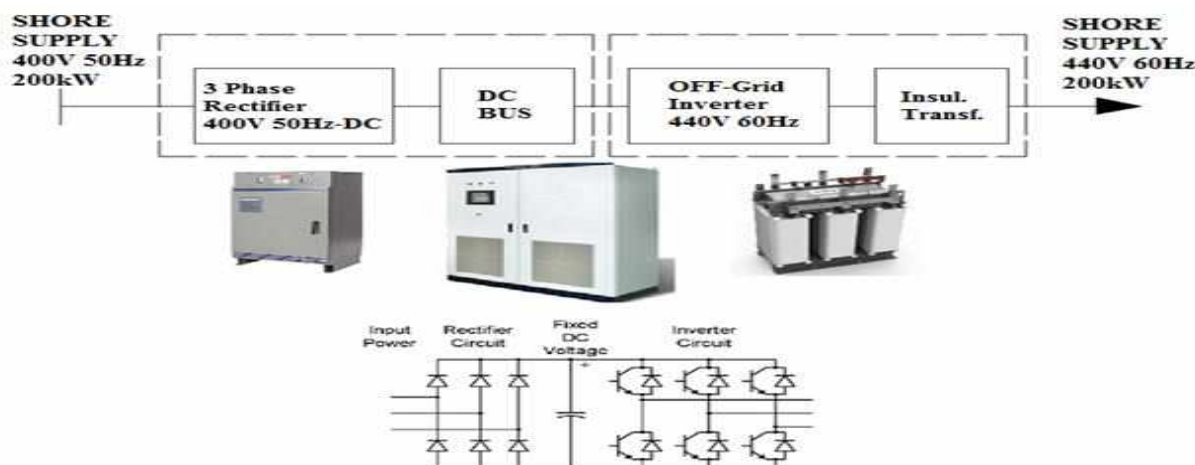 SHORE
SUPPLY
400V 50Hz
200kW
3 Phase
Rectifier
400V 50Hz-DC
DC
BUS
OFF-Grid
Inverter
440V 60Hz
Insul.
Transf.
SHORE
SUPPLY
440V 60Hz
200kW
Input
Power
Rectifier
Circuit
Fixed
DC
Voltage
+
Inverter
Circuit